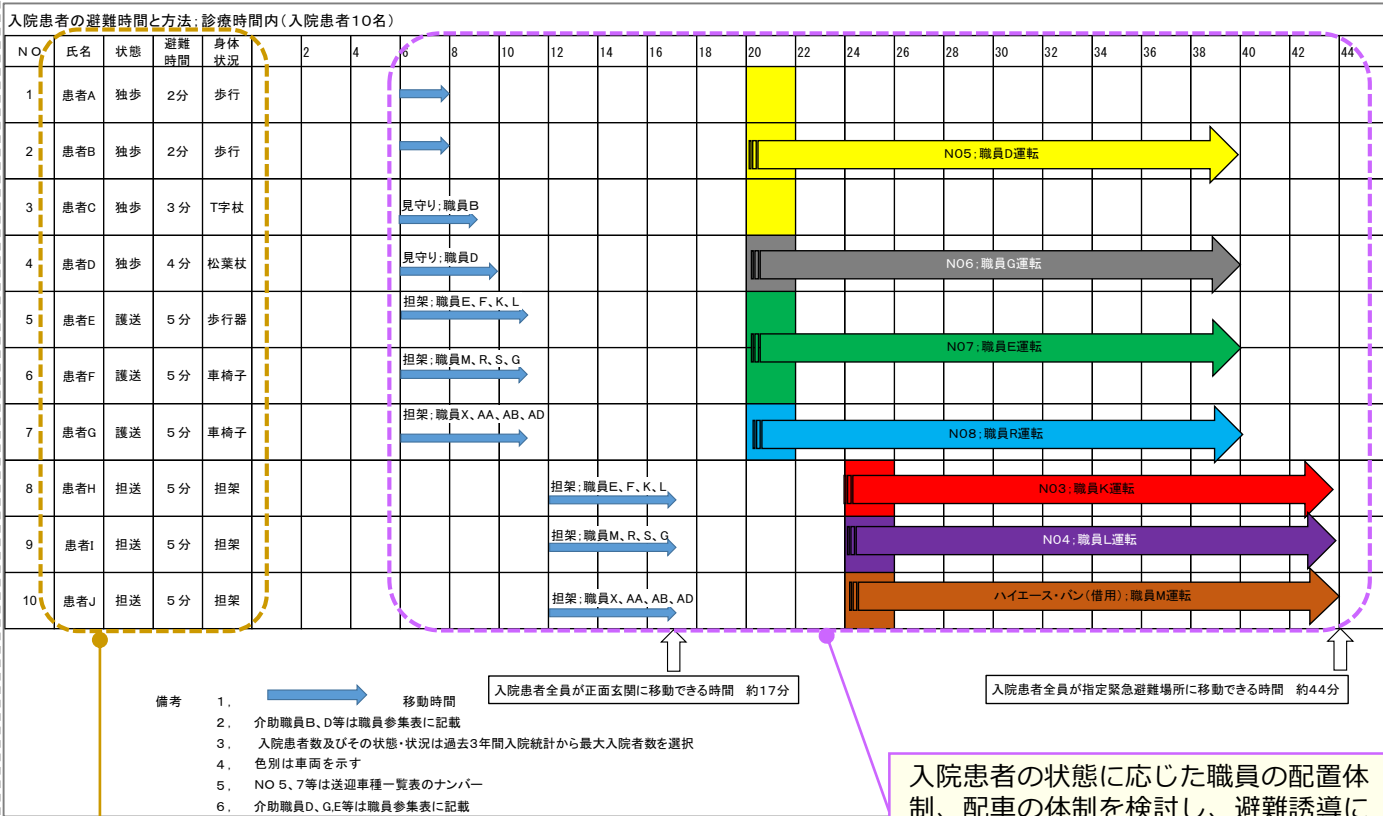 入院患者の避難時間と方法;診療時間内(入院患者10名)
NO 氏名 状態 避難時間 身体状況 2 4 6 8 10 12 14 16 18 20 22 24 26 28 30 32 34 36 38 40 42 44
1 患者A 独歩 2分 歩行
2 患者B 独歩 2分 歩行 N05;職員D運転
3 患者C 独歩 3分 T字杖 見守り;職員B
4 患者D 独歩 4分 松葉杖 見守り;職員D N06;職員G運転
5 患者E 護送 5分 歩行器 担架;職員E、F、K、L
N07;職員E運転
6 患者F 護送 5分 車椅子 担架;職員M、R、S、G
7 患者G 護送 5分 車椅子 担架;職員X、AA、AB、AD N08;職員R運転
8 患者H 担送 5分 担架 担架;職員E、F、K、L N03;職員K運転
9 患者I 担送 5分 担架 担架;職員M、R、S、G N04;職員L運転
10 患者J 担送 5分 担架 担架;職員X、AA、AB、AD ハイエース・バン(借用);職員M運転
入院患者全員が正面玄関に移動できる時間 約17分
入院患者全員が指定緊急避難場所に移動できる時間 約44分
備考 1. 移動時間
2. 介助職員B、D等は職員参集表に記載
3. 入院患者数及びその状態・状況は過去3年間入院統計から最大入院者数を選択
4. 色別は車両を示す
5. NO5、7等は送迎車種一覧表のナンバー
6. 介助職員D、G,E等は職員参集表に記載
入院患者の状態に応じた職員の配置体
制、配車の体制を検討し、避難誘導に